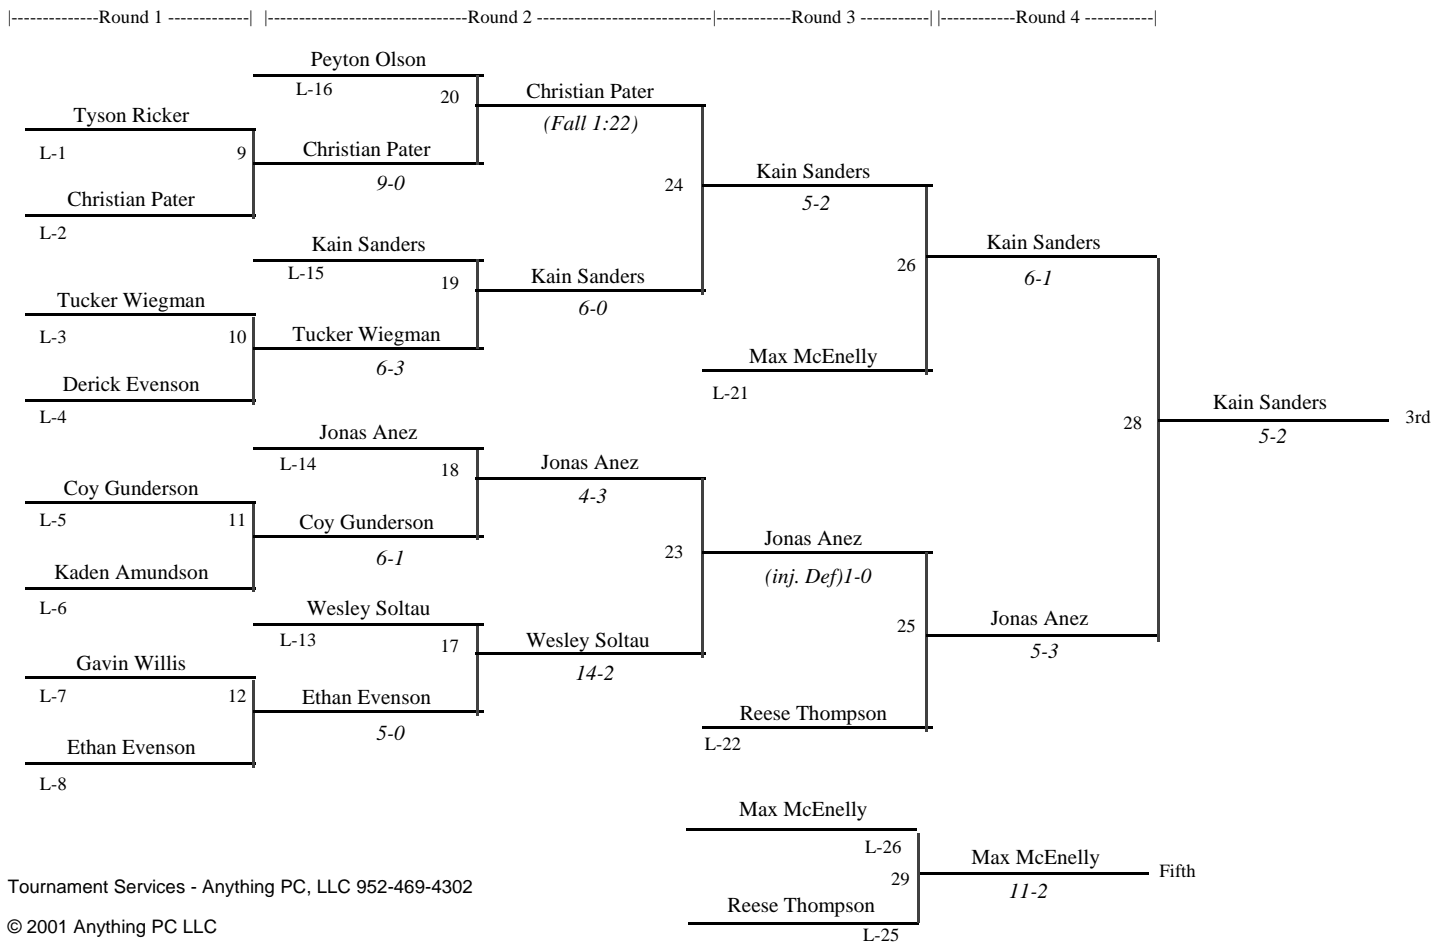 |--------------Round 1 -------------| |--------------------------------Round 2 ----------------------------|------------Round 3 -----------| |------------Round 4 -----------|
Peyton Olson
L-16
20
Christian Pater
(Fall 1:22)
Tyson Ricker
L-1
9
Christian Pater
9-0
Christian Pater
L-2
24
Kain Sanders
5-2
Kain Sanders
L-15
19
Kain Sanders
6-0
Tucker Wiegman
L-3
10
Tucker Wiegman
6-3
Derick Evenson
L-4
26
Kain Sanders
6-1
Max McEnelly
L-21
28
Kain Sanders
5-2
3rd
Jonas Anez
L-14
18
Jonas Anez
4-3
Coy Gunderson
L-5
11
Coy Gunderson
6-1
Kaden Amundson
L-6
23
Jonas Anez
(inj. Def)1-0
Wesley Soltau
L-13
17
Wesley Soltau
14-2
Gavin Willis
L-7
12
Ethan Evenson
5-0
Ethan Evenson
L-8
25
Jonas Anez
5-3
Reese Thompson
L-22
Max McEnelly
L-26
29
Max McEnelly
11-2
Fifth
Reese Thompson
L-25
Tournament Services - Anything PC, LLC 952-469-4302
© 2001 Anything PC LLC